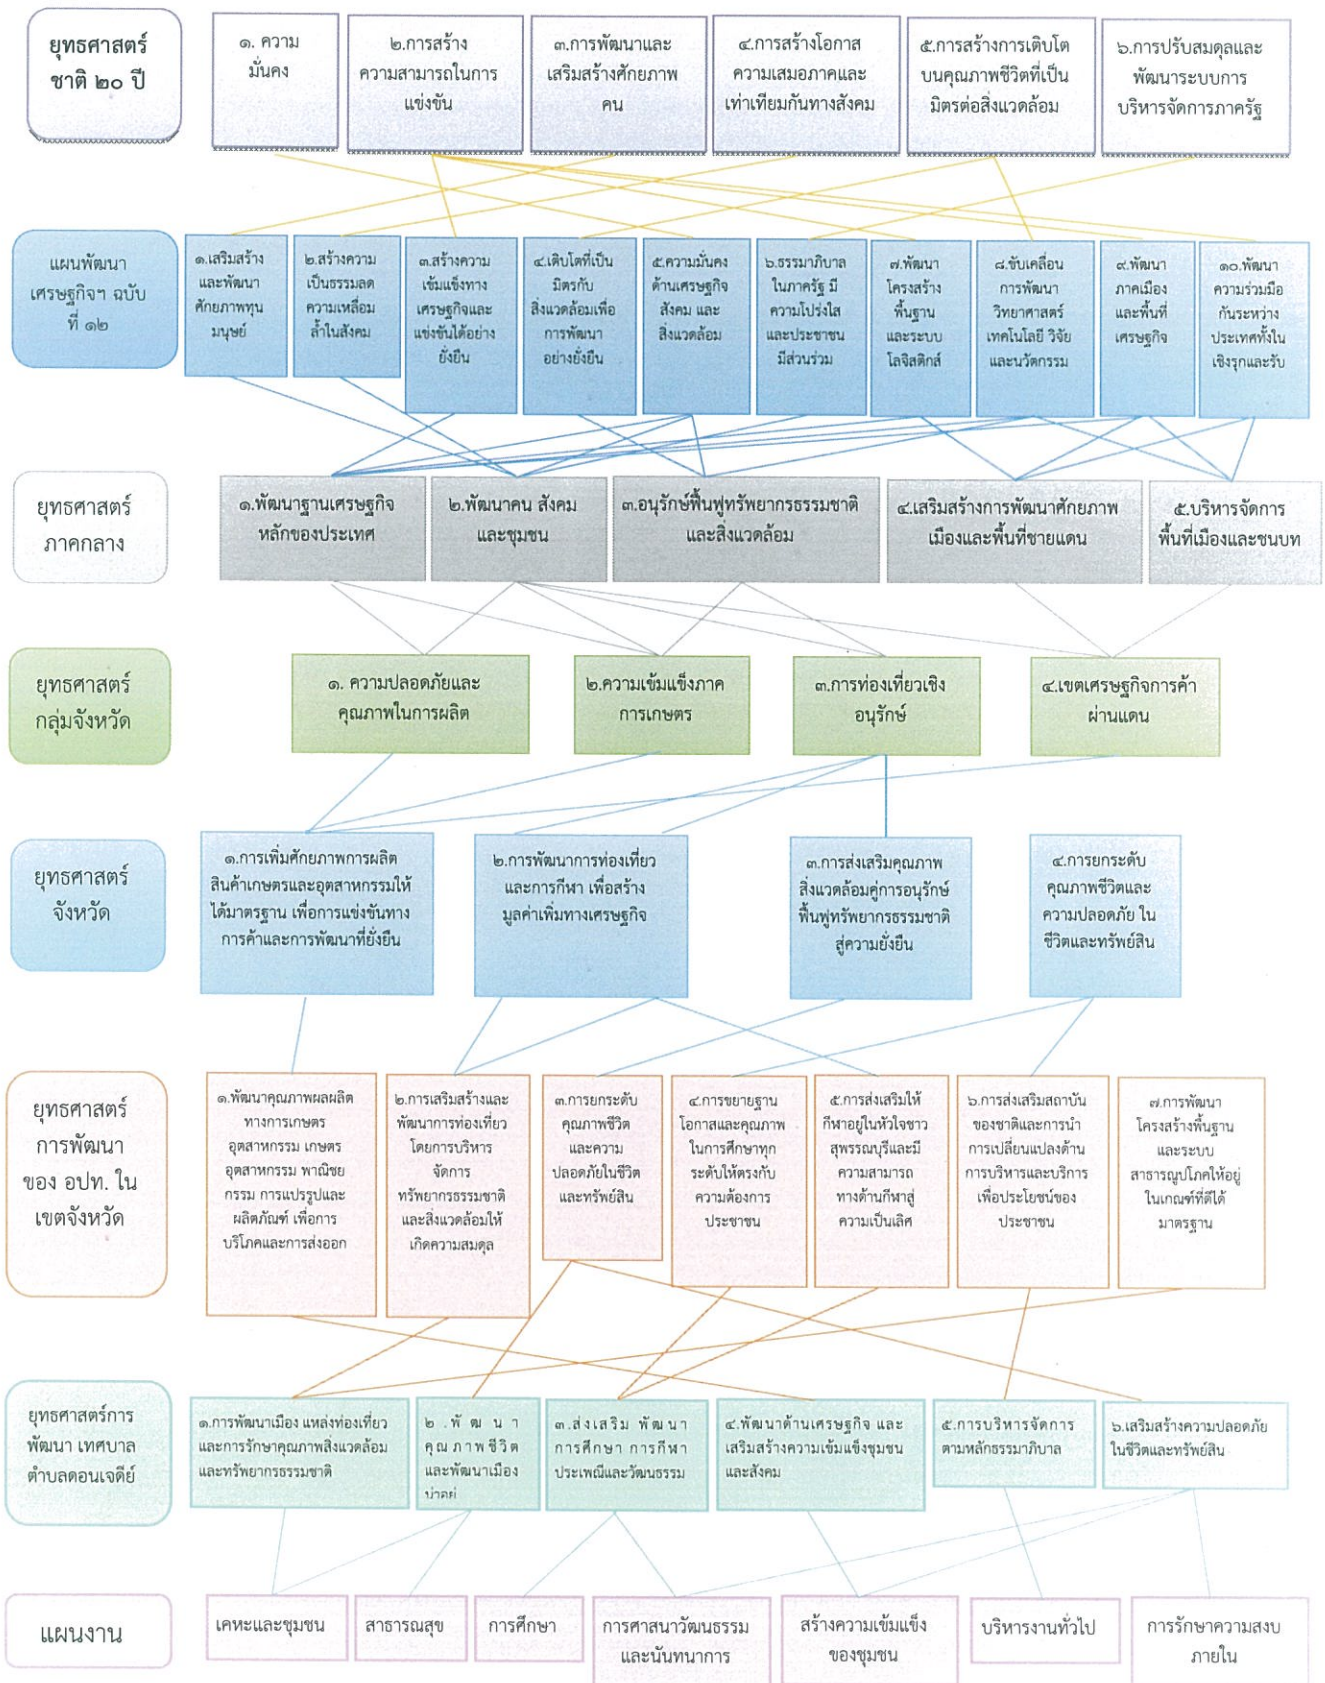 ยุทธศาสตร์
ชาติ ๒๐ ปี
๑. ความ
มั่นคง
๒.การสร้าง
ความสามารถในการ
แข่งขัน
๓.การพัฒนาและ
เสริมสร้างศักยภาพ
คน
๔.การสร้างโอกาส
ความเสมอภาคและ
เท่าเทียมกันทางสังคม
๕.การสร้างการเติบโต
บนคุณภาพชีวิตที่เป็น
มิตรต่อสิ่งแวดล้อม
๖.การปรับสมดุลและ
พัฒนาระบบการ
บริหารจัดการภาครัฐ
แผนพัฒนา
เศรษฐกิจฯ ฉบับ
ที่ ๑๒
๑.เสริมสร้าง
และพัฒนา
ศักยภาพทุน
มนุษย์
๒.สร้างความ
เป็นธรรมลด
ความเหลื่อม
ล้ำในสังคม
๓.สร้างความ
เข้มแข็งทาง
เศรษฐกิจและ
แข่งขันได้อย่าง
ยั่งยืน
๔.เติบโตที่เป็น
มิตรกับ
สิ่งแวดล้อมเพื่อ
การพัฒนา
อย่างยั่งยืน
๕.ความมั่นคง
ด้านเศรษฐกิจ
สังคม และ
สิ่งแวดล้อม
๖.ธรรมาภิบาล
ในภาครัฐ มี
ความโปร่งใส
และประชาชน
มีส่วนร่วม
๗.พัฒนา
โครงสร้าง
พื้นฐาน
และระบบ
โลจิสติกส์
๘.ขับเคลื่อน
การพัฒนา
วิทยาศาสตร์
เทคโนโลยี วิจัย
และนวัตกรรม
๙.พัฒนา
ภาคเมือง
และพื้นที่
เศรษฐกิจ
๑๐.พัฒนา
ความร่วมมือ
กันระหว่าง
ประเทศทั้งใน
เชิงรุกและรับ
ยุทธศาสตร์
ภาคกลาง
๑.พัฒนาฐานเศรษฐกิจ
หลักของประเทศ
๒.พัฒนาคน สังคม
และชุมชน
๓.อนุรักษ์ฟื้นฟูทรัพยากรธรรมชาติ
และสิ่งแวดล้อม
๔.เสริมสร้างการพัฒนาศักยภาพ
เมืองและพื้นที่ชายแดน
๕.บริหารจัดการ
พื้นที่เมืองและชนบท
ยุทธศาสตร์
กลุ่มจังหวัด
๑. ความปลอดภัยและ
คุณภาพในการผลิต
๒.ความเข้มแข็งภาค
การเกษตร
๓.การท่องเที่ยวเชิง
อนุรักษ์
๔.เขตเศรษฐกิจการค้า
ผ่านแดน
ยุทธศาสตร์
จังหวัด
๑.การเพิ่มศักยภาพการผลิต
สินค้าเกษตรและอุตสาหกรรมให้
ได้มาตรฐาน เพื่อการแข่งขันทาง
การค้าและการพัฒนาที่ยั่งยืน
๒.การพัฒนาการท่องเที่ยว
และการกีฬา เพื่อสร้าง
มูลค่าเพิ่มทางเศรษฐกิจ
๓.การส่งเสริมคุณภาพ
สิ่งแวดล้อมคู่การอนุรักษ์
ฟื้นฟูทรัพยากรธรรมชาติ
สู่ความยั่งยืน
๔.การยกระดับ
คุณภาพชีวิตและ
ความปลอดภัย ใน
ชีวิตและทรัพย์สิน
ยุทธศาสตร์
การพัฒนา
ของ อปท. ใน
เขตจังหวัด
๑.พัฒนาคุณภาพผลผลิต
ทางการเกษตร
อุตสาหกรรม เกษตร
อุตสาหกรรม พาณิชย
กรรม การแปรรูปและ
ผลิตภัณฑ์ เพื่อการ
บริโภคและการส่งออก
๒.การเสริมสร้างและ
พัฒนาการท่องเที่ยว
โดยการบริหาร
จัดการ
ทรัพยากรธรรมชาติ
และสิ่งแวดล้อมให้
เกิดความสมดุล
๓.การยกระดับ
คุณภาพชีวิต
และความ
ปลอดภัยในชีวิต
และทรัพย์สิน
๔.การขยายฐาน
โอกาสและคุณภาพ
ในการศึกษาทุก
ระดับให้ตรงกับ
ความต้องการ
ประชาชน
๕.การส่งเสริมให้
กีฬาอยู่ในหัวใจชาว
สุพรรณบุรีและมี
ความสามารถ
ทางด้านกีฬาสู่
ความเป็นเลิศ
๖.การส่งเสริมสถาบัน
ของชาติและการนำ
การเปลี่ยนแปลงด้าน
การบริหารและบริการ
เพื่อประโยชน์ของ
ประชาชน
๗.การพัฒนา
โครงสร้างพื้นฐาน
และระบบ
สาธารณูปโภคให้อยู่
ในเกณฑ์ที่ดีได้
มาตรฐาน
ยุทธศาสตร์การ
พัฒนา เทศบาล
ตำบลดอนเจดีย์
๑.การพัฒนาเมือง แหล่งท่องเที่ยว
และการรักษาคุณภาพสิ่งแวดล้อม
และทรัพยากรธรรมชาติ
๒ .พั ฒ น า
คุ ณ ภาพ ชีวิต
และพัฒนาเมือง
น่าอยู่
๓.ส่งเสริม พัฒนา
การศึกษา การกีฬา
ประเพณีและวัฒนธรรม
๔.พัฒนาด้านเศรษฐกิจ และ
เสริมสร้างความเข้มแข็งชุมชน
และสังคม
๕.การบริหารจัดการ
ตามหลักธรรมาภิบาล
๖.เสริมสร้างความปลอดภัย
ในชีวิตและทรัพย์สิน
แผนงาน
เคหะและชุมชน
สาธารณสุข
การศึกษา
การศาสนาวัฒนธรรม
และนันทนาการ
สร้างความเข้มแข็ง
ของชุมชน
บริหารงานทั่วไป
การรักษาความสงบ
ภายใน